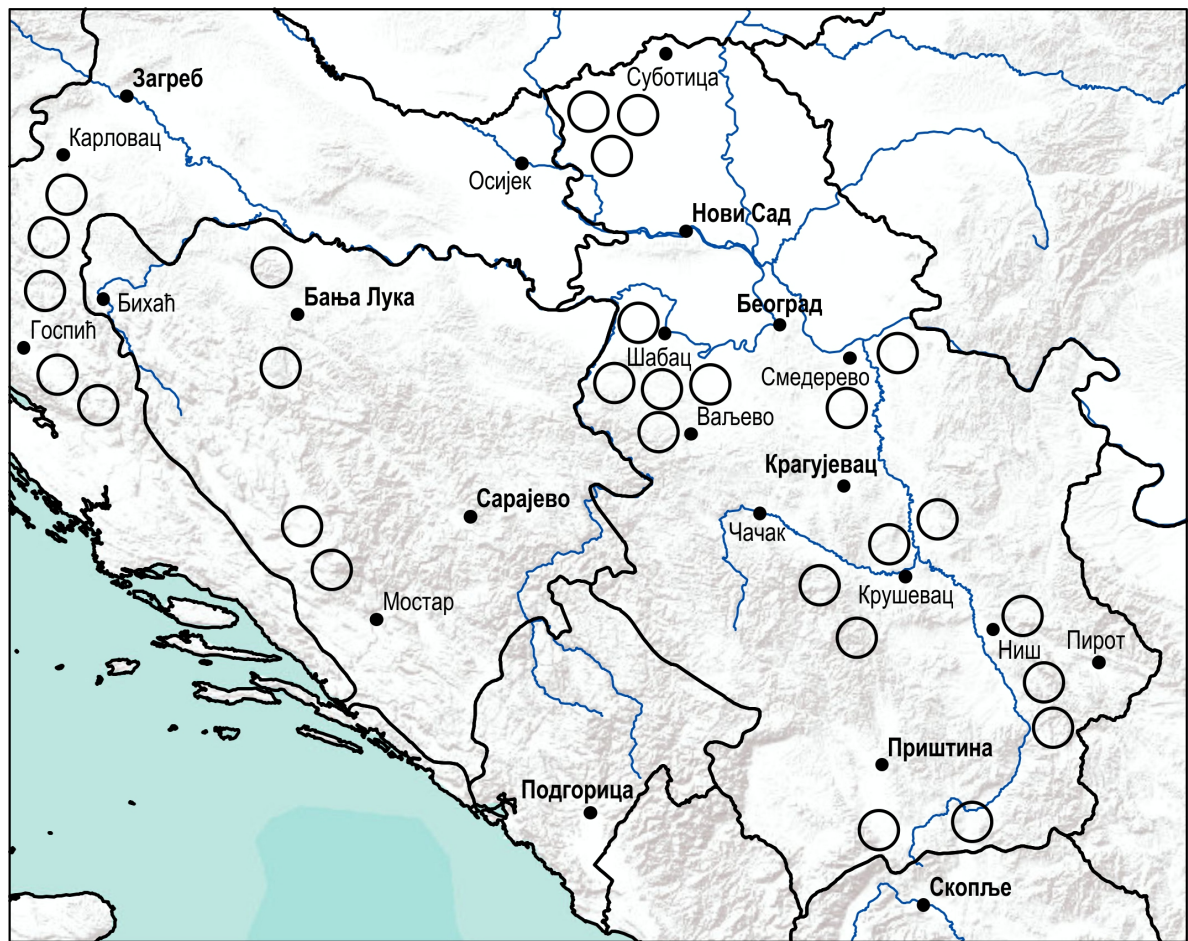 Суботица
Загреб
Карловац
Осијек
Нови Сад
Бихаћ
Бања Лука
Београд
Госпић
Шабац
Смедерево
Ваљево
Крагујевац
Сарајево
Чачак
Крушевац
Мостар
Ниш
Пирот
Приштина
Подгорица
Скопље